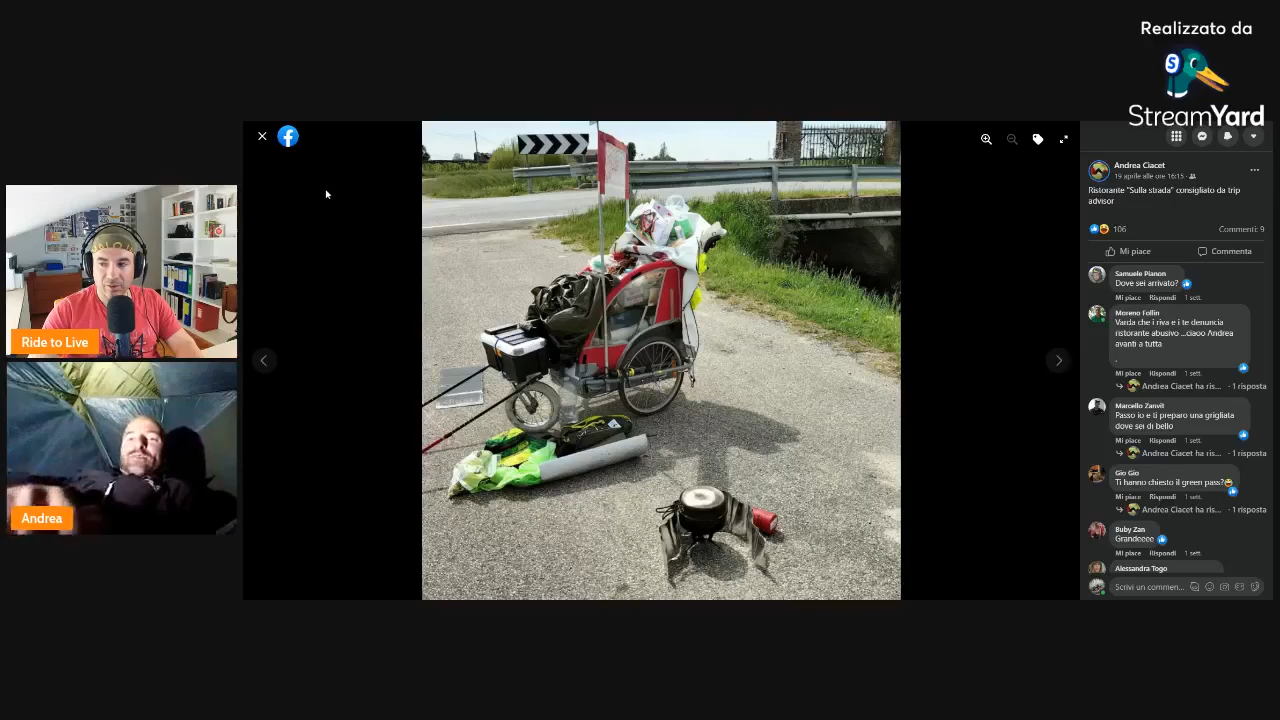 Realizzato da
StreamYard
Ride to Live
Andrea
Andrea Ciacet
19 aprile alle ore 16:15
Ristorante "Sulla strada" consigliato da trip
advisor
106
Commenti: 9
Mi piace
Commenta
Samuele Pianon
Dove sei arrivato?
Mi piace Rispondi 1 sett.
Moreno Follin
Varda che i riva e i te denuncia
ristorante abusivo ...ciaoo Andrea
avanti a tutta
.
Mi piace Rispondi 1 sett.
Andrea Ciacet ha ris... · 1 risposta
Marcello Zanvit
Passo io e ti preparo una grigliata
dove sei di bello
Mi piace Rispondi 1 sett.
Andrea Ciacet ha ris... · 1 risposta
Gio Gio
Ti hanno chiesto il green pass?
Mi piace Rispondi 1 sett.
Andrea Ciacet ha ris... · 1 risposta
Buby Zan
Grandeeee
Mi piace Rispondi 1 sett.
Alessandra Togo
Scrivi un commen...